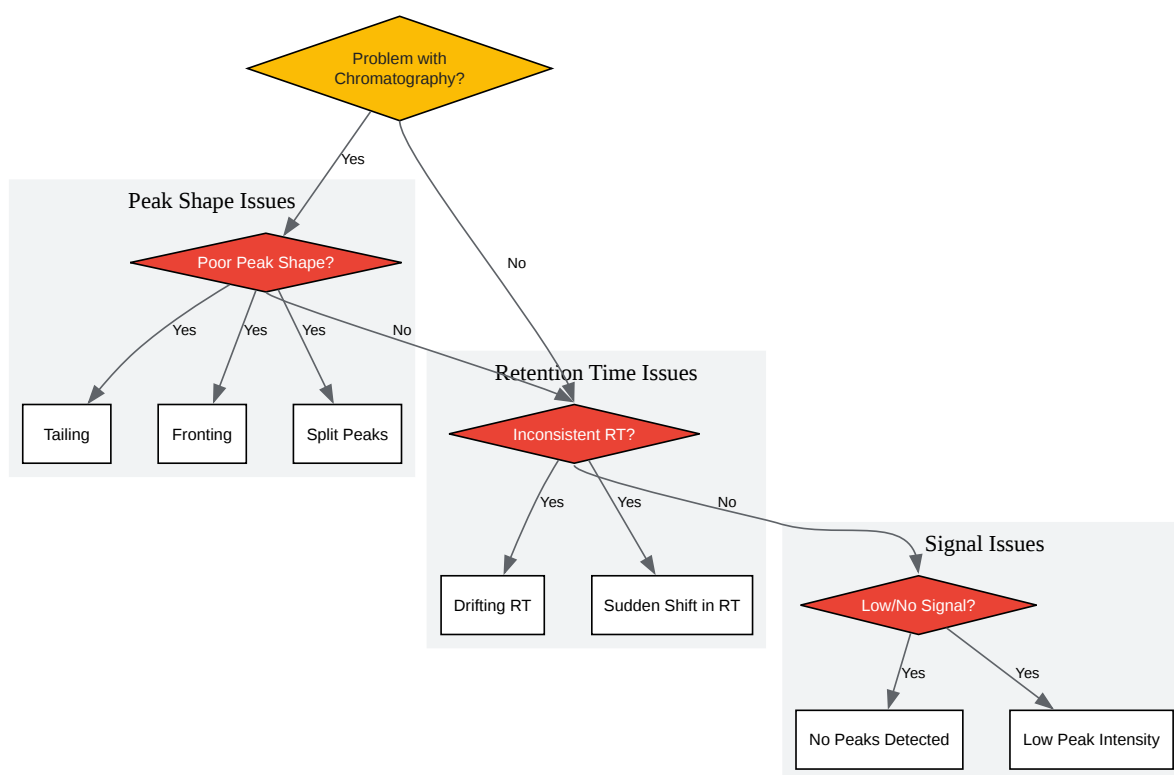 Problem with
Chromatography?
Yes
Peak Shape Issues
Poor Peak Shape?
No
Yes
Yes
Yes
No
Retention Time Issues
Tailing
Fronting
Split Peaks
Inconsistent RT?
Yes
Yes
No
Signal Issues
Drifting RT
Sudden Shift in RT
Low/No Signal?
Yes
Yes
No Peaks Detected
Low Peak Intensity